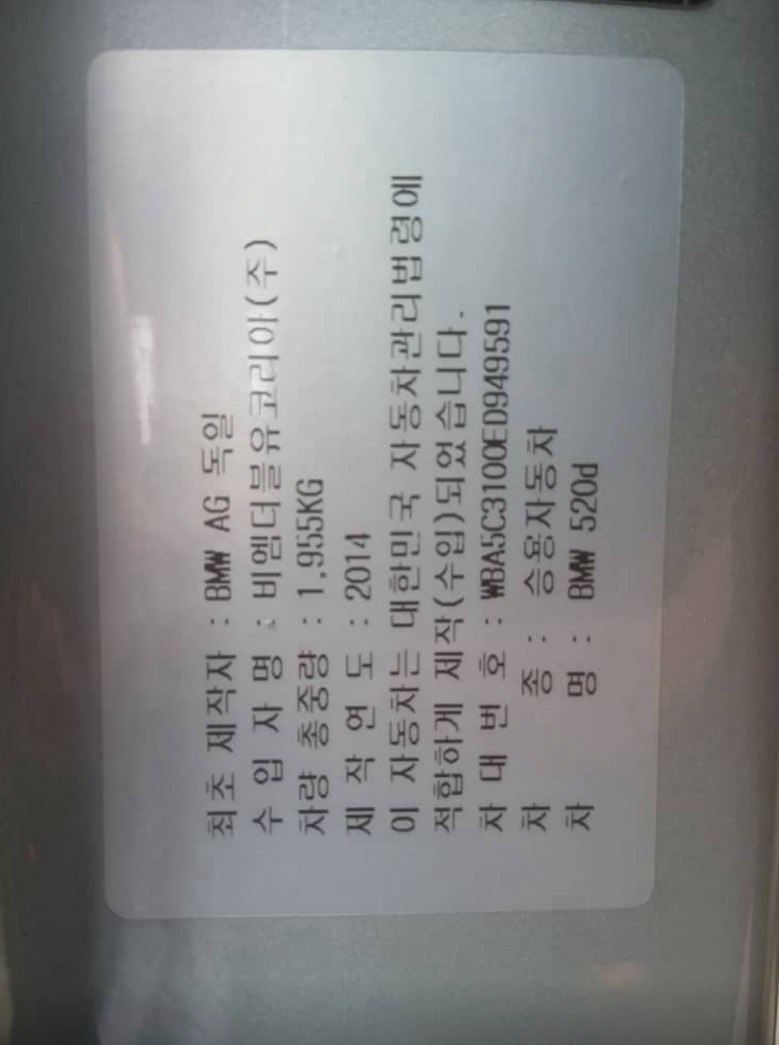 최초 제작자 : BMW AG 독일
수 입 자 명 : 비엠더블유코리아(주)
차량 총중량 : 1,955KG
제 작 연 도 : 2014
이 자동차는 대한민국 자동차관리법령에
적합하게 제작(수입)되었습니다.
차 대 번 호 : WBA5C3100ED949591
차 종 : 승용자동차
차 명 : BMW 520d